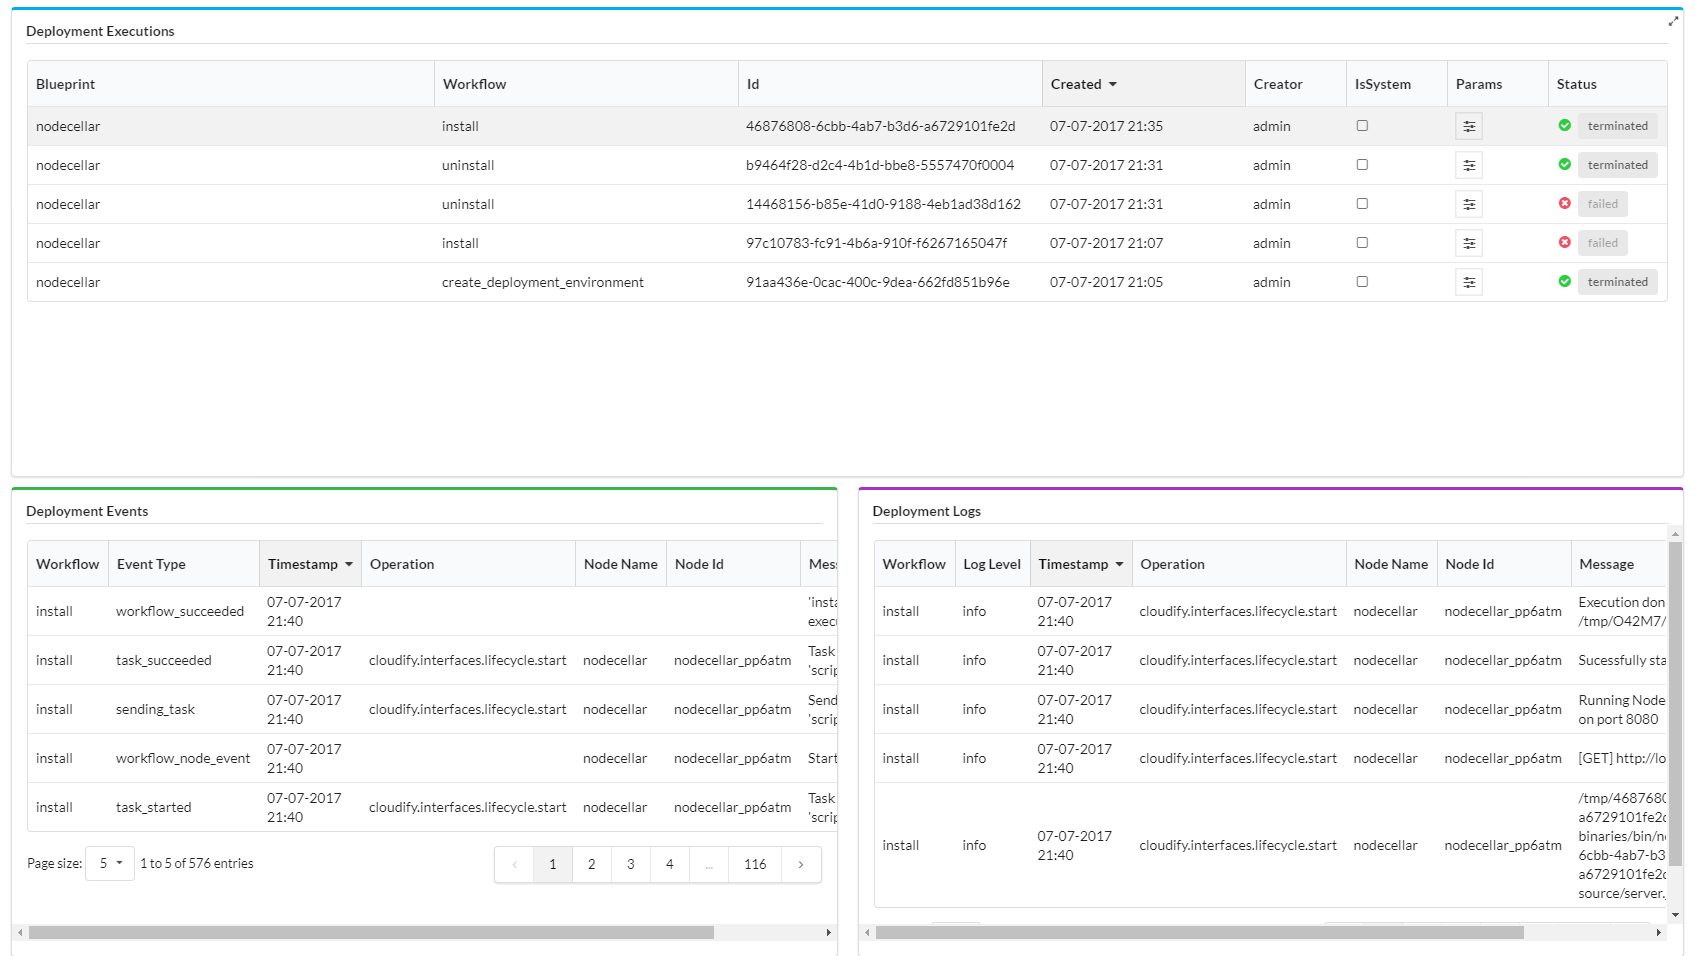 Deployment Executions
Blueprint Workflow Id Created Creator IsSystem Params Status
nodecellar install 46876808-6cbb-4ab7-b3d6-a6729101fe2d 07-07-2017 21:35 admin terminated
nodecellar uninstall b9464f28-d2c4-4b1d-bbe8-5557470f0004 07-07-2017 21:31 admin terminated
nodecellar uninstall 14468156-b85e-41d0-9188-4eb1ad38d162 07-07-2017 21:31 admin failed
nodecellar install 97c10783-fc91-4b6a-910f-f6267165047f 07-07-2017 21:07 admin failed
nodecellar create_deployment_environment 91aa436e-0cac-400c-9dea-662fd851b96e 07-07-2017 21:05 admin terminated
Deployment Events
Workflow Event Type Timestamp Operation Node Name Node Id Mes
install workflow_succeeded 07-07-2017 21:40 'insta
execu
install task_succeeded 07-07-2017 21:40 cloudify.interfaces.lifecycle.start nodecellar nodecellar_pp6atm Task
'scrip
install sending_task 07-07-2017 21:40 cloudify.interfaces.lifecycle.start nodecellar nodecellar_pp6atm Send
'scrip
install workflow_node_event 07-07-2017 21:40 nodecellar nodecellar_pp6atm Start
install task_started 07-07-2017 21:40 cloudify.interfaces.lifecycle.start nodecellar nodecellar_pp6atm Task
'scrip
Page size: 5 1 to 5 of 576 entries 1 2 3 4 ... 116
Deployment Logs
Workflow Log Level Timestamp Operation Node Name Node Id Message
install info 07-07-2017 21:40 cloudify.interfaces.lifecycle.start nodecellar nodecellar_pp6atm Execution don
/tmp/O42M7/
install info 07-07-2017 21:40 cloudify.interfaces.lifecycle.start nodecellar nodecellar_pp6atm Sucessfully sta
install info 07-07-2017 21:40 cloudify.interfaces.lifecycle.start nodecellar nodecellar_pp6atm Running Node
on port 8080
install info 07-07-2017 21:40 cloudify.interfaces.lifecycle.start nodecellar nodecellar_pp6atm [GET] http://lo
install info 07-07-2017 21:40 cloudify.interfaces.lifecycle.start nodecellar nodecellar_pp6atm /tmp/4687680
a6729101fe2d
binaries/bin/n
6cbb-4ab7-b3
a6729101fe2d
source/server.